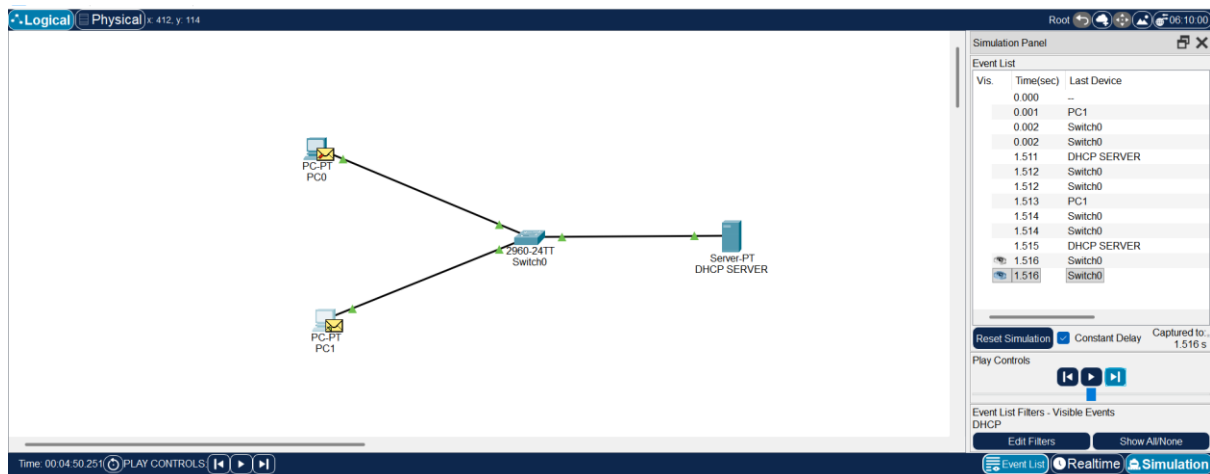 Logical Physical x: 412, y: 114 Root 06:10:00
Simulation Panel
Event List
Vis. Time(sec) Last Device
0.000 --
0.001 PC1
0.002 Switch0
0.002 Switch0
1.511 DHCP SERVER
1.512 Switch0
1.512 Switch0
1.513 PC1
1.514 Switch0
1.514 Switch0
1.515 DHCP SERVER
1.516 Switch0
1.516 Switch0
PC-PT
PC0
2960-24TT
Switch0
Server-PT
DHCP SERVER
PC-PT
PC1
Reset Simulation Constant Delay Captured to:
1.516 s
Play Controls
Event List Filters - Visible Events
DHCP
Edit Filters Show All/None
Time: 00:04:50.251 PLAY CONTROLS: Event List Realtime Simulation